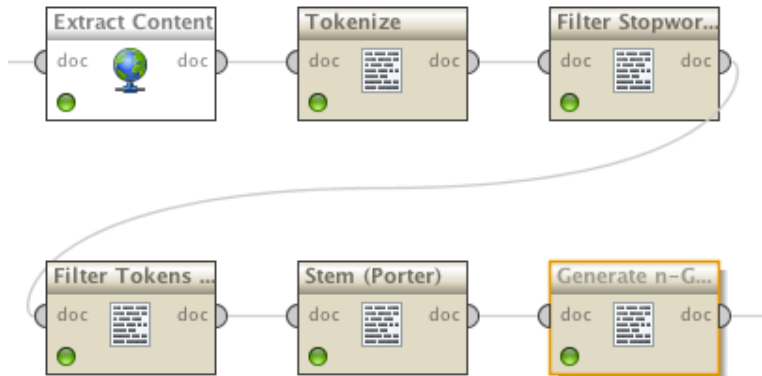 Extract Content
doc doc
Tokenize
doc doc
Filter Stopwor...
doc doc
Filter Tokens ...
doc doc
Stem (Porter)
doc doc
Generate n-G...
doc doc